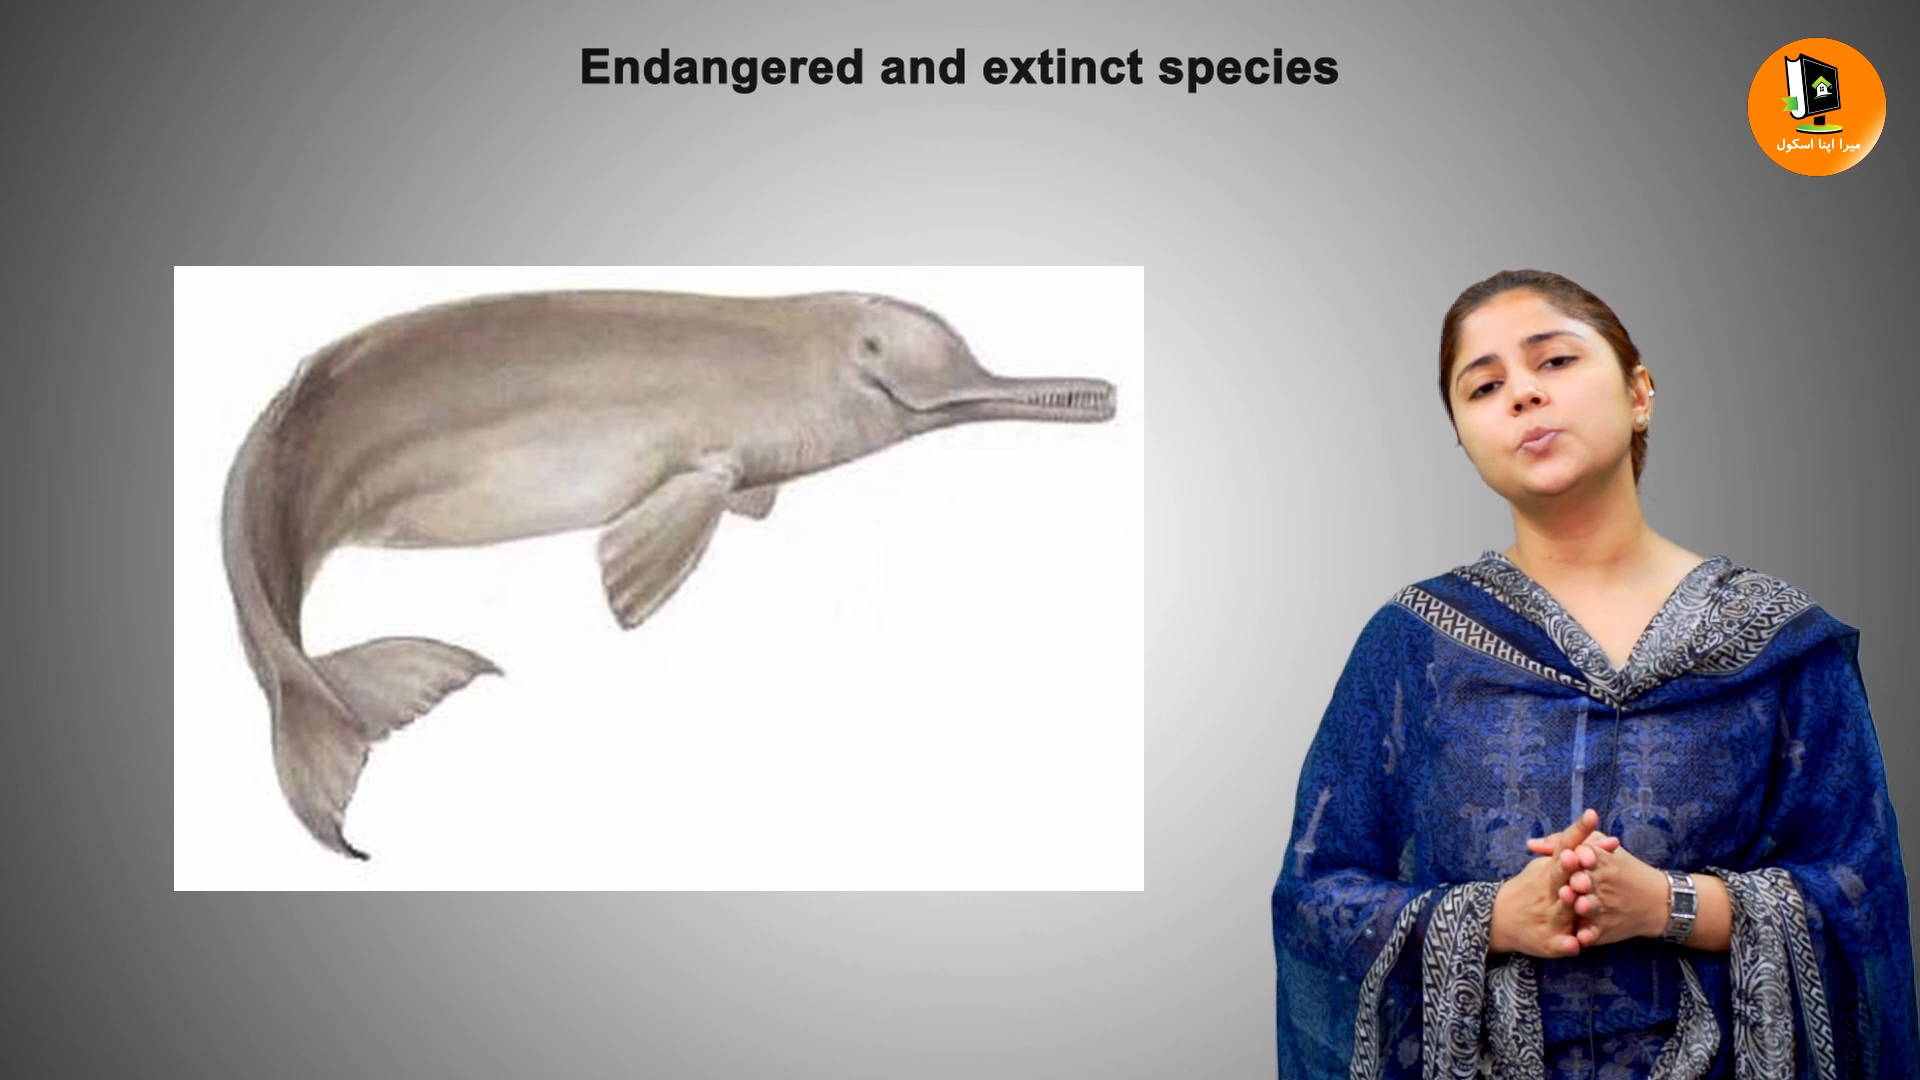 Endangered and extinct species
میرا اپنا اسکول